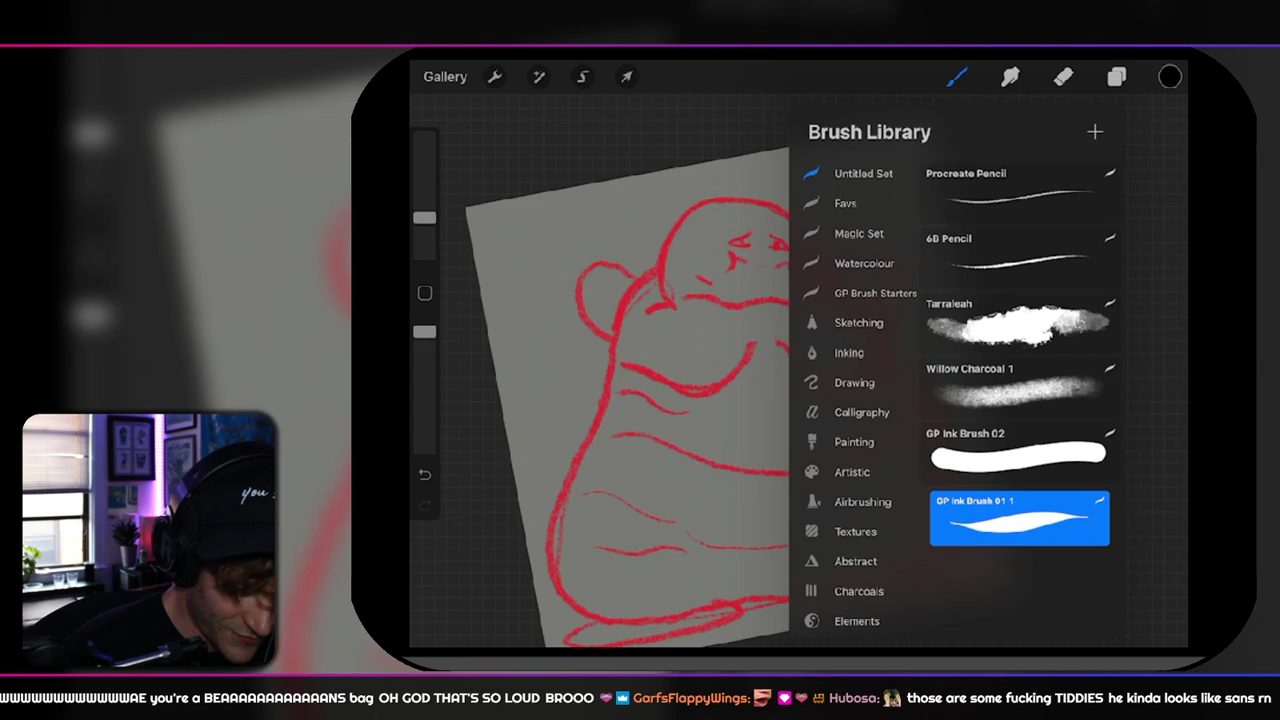 Gallery
Brush Library
Untitled Set
Favs
Magic Set
Watercolour
GP Brush Starters
Sketching
Inking
Drawing
Calligraphy
Painting
Artistic
Airbrushing
Textures
Abstract
Charcoals
Elements
Procreate Pencil
6B Pencil
Tarraleah
Willow Charcoal 1
GP Ink Brush 02
GP Ink Brush 01 1
you
WWWWWWWWWWWWAE you're a BEAAAAAAAAAAAANS bag OH GOD THAT'S SO LOUD BROOO GarfsFlappyWings: Hubosa: those are some fucking TIDDIES he kinda looks like sans rn